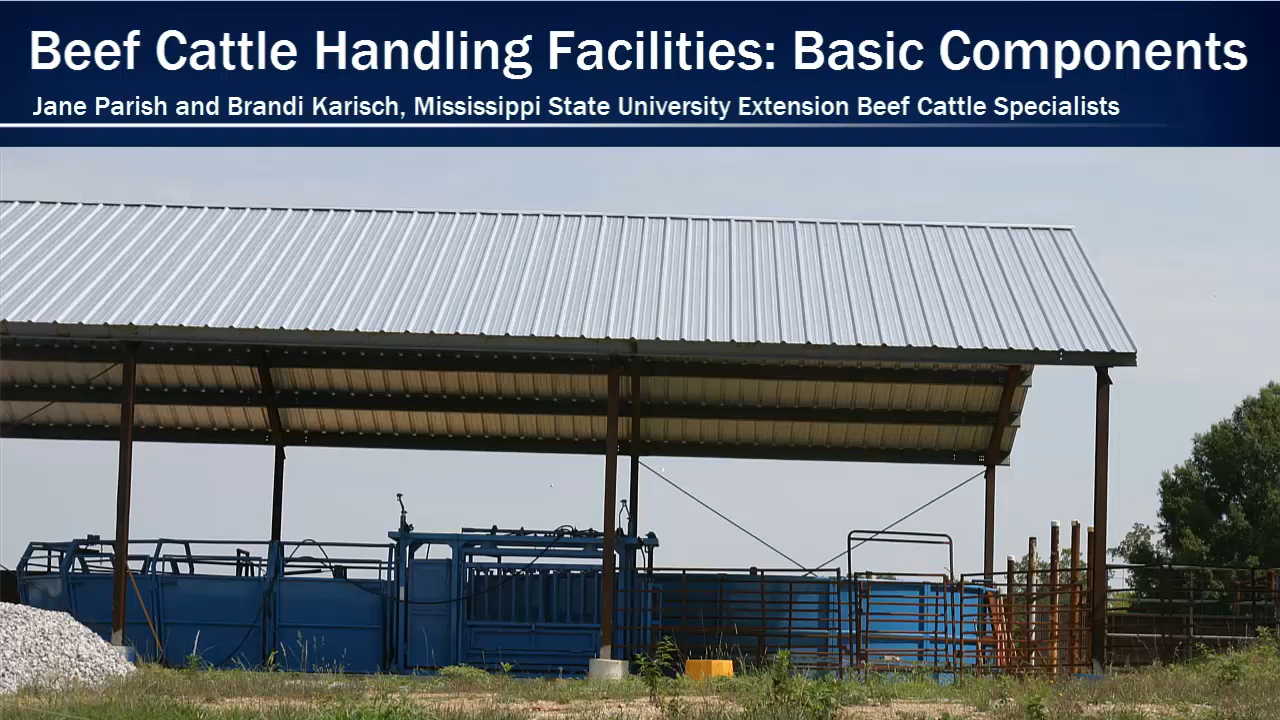 Beef Cattle Handling Facilities: Basic Components
Jane Parish and Brandi Karisch, Mississippi State University Extension Beef Cattle Specialists